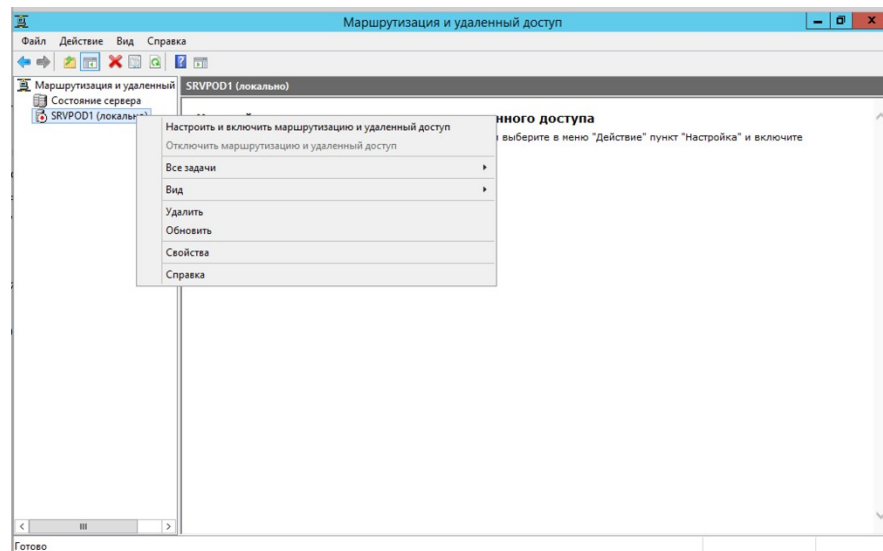 Маршрутизация и удаленный доступ
Файл Действие Вид Справка
Маршрутизация и удаленный
SRVPOD1 (локально)
Состояние сервера
SRVPOD1 (локально)
нного доступа
выберите в меню "Действие" пункт "Настройка" и включите
Настроить и включить маршрутизацию и удаленный доступ
Отключить маршрутизацию и удаленный доступ
Все задачи
Вид
Удалить
Обновить
Свойства
Справка
Готово